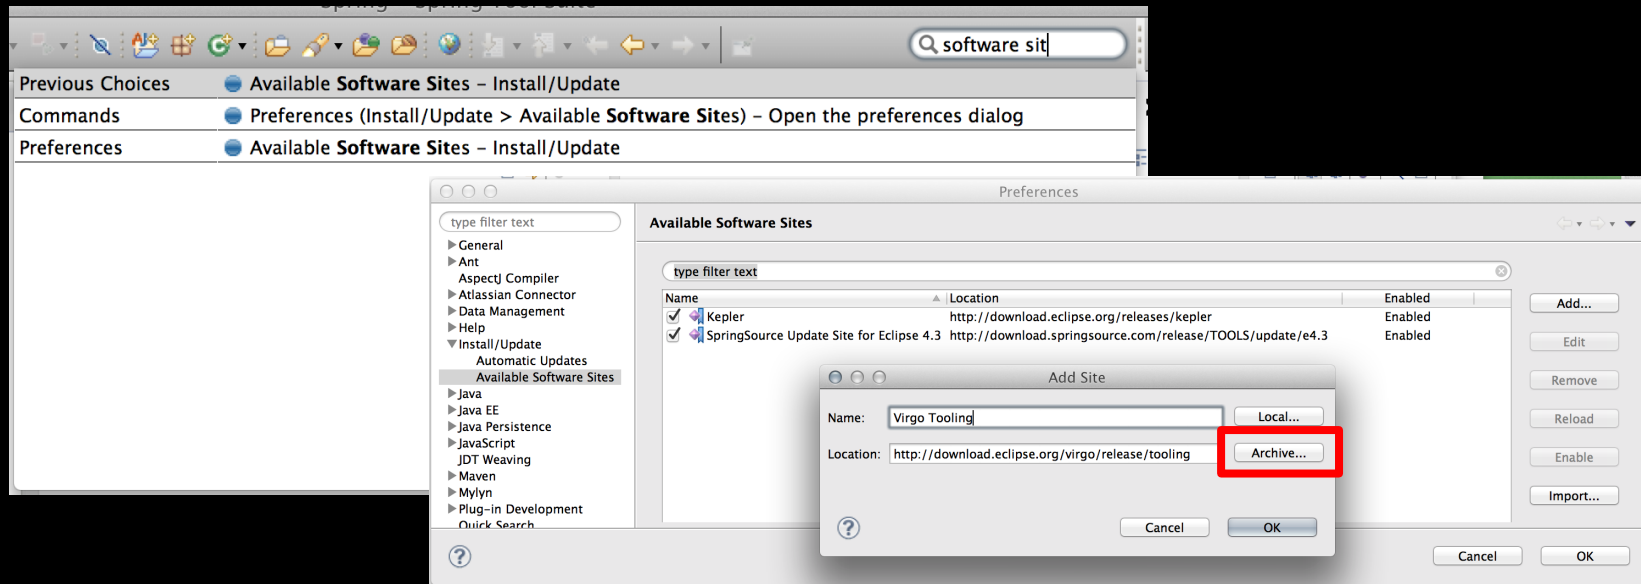 Spring - Spring Tool Suite
software sit
Previous Choices Available Software Sites – Install/Update
Commands Preferences (Install/Update > Available Software Sites) – Open the preferences dialog
Preferences Available Software Sites – Install/Update
Preferences
type filter text
Available Software Sites
General
Ant
AspectJ Compiler
Atlassian Connector
Data Management
Help
Install/Update
Automatic Updates
Available Software Sites
Java
Java EE
Java Persistence
JavaScript
JDT Weaving
Maven
Mylyn
Plug-in Development
Quick Search
type filter text
Name Location Enabled
Kepler http://download.eclipse.org/releases/kepler Enabled
SpringSource Update Site for Eclipse 4.3 http://download.springsource.com/release/TOOLS/update/e4.3 Enabled
Add...
Edit
Remove
Reload
Enable
Import...
Add Site
Name: Virgo Tooling Local...
Location: http://download.eclipse.org/virgo/release/tooling Archive...
? Cancel OK
? Cancel OK